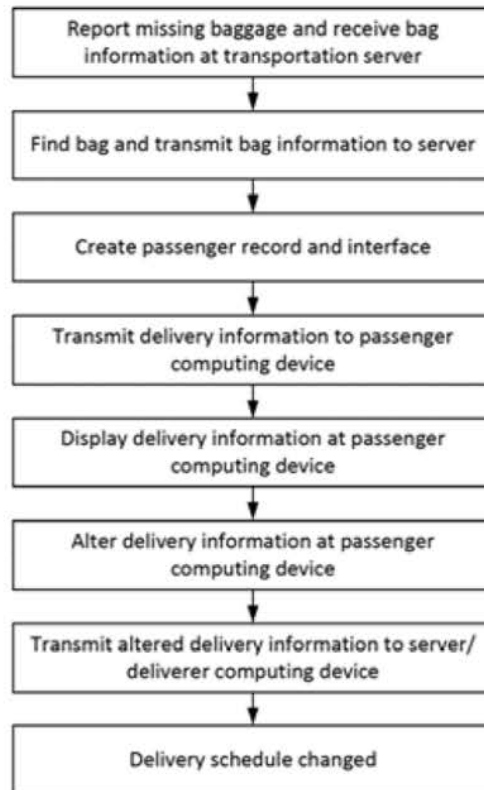 Report missing baggage and receive bag
information at transportation server
Find bag and transmit bag information to server
Create passenger record and interface
Transmit delivery information to passenger
computing device
Display delivery information at passenger
computing device
Alter delivery information at passenger
computing device
Transmit altered delivery information to server/
deliverer computing device
Delivery schedule changed